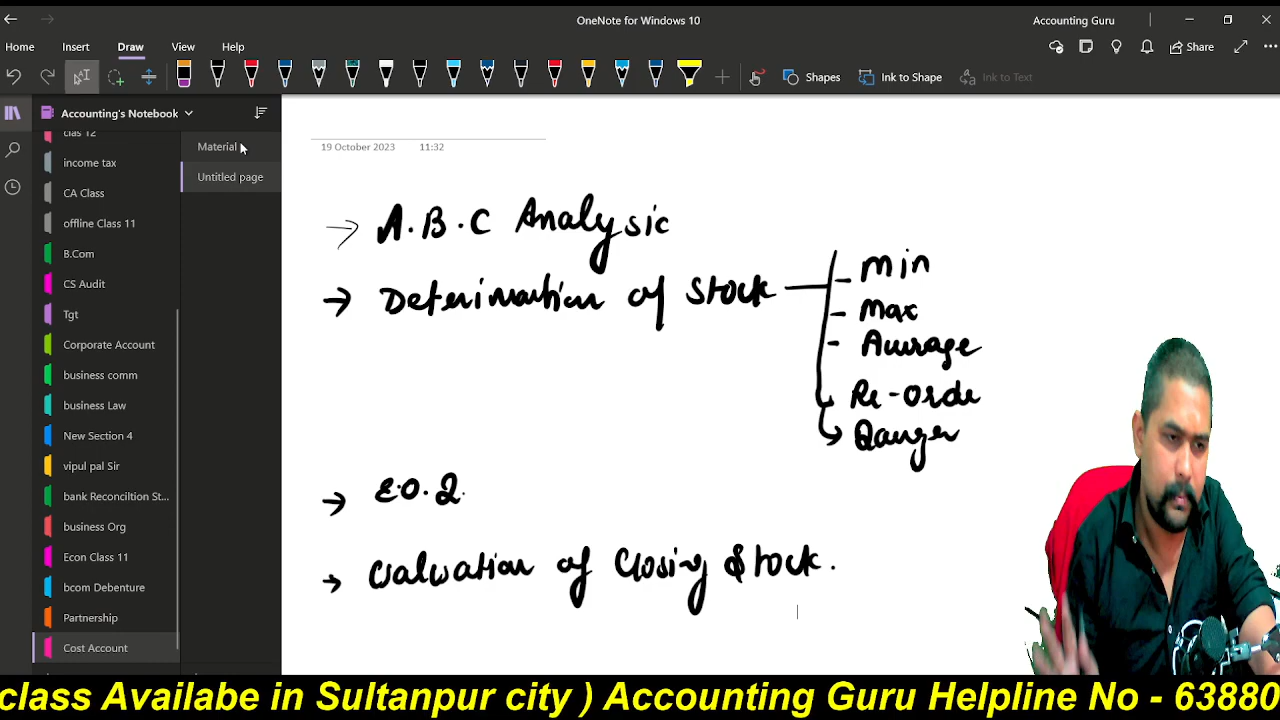 OneNote for Windows 10
Accounting Guru
Home Insert Draw View Help
Share
Shapes Ink to Shape Ink to Text
Accounting's Notebook
clas 12
income tax
CA Class
offline Class 11
B.Com
CS Audit
Tgt
Corporate Account
business comm
business Law
New Section 4
vipul pal Sir
bank Reconciltion St...
business Org
Econ Class 11
bcom Debenture
Partnership
Cost Account
Material
Untitled page
19 October 2023 11:32
→ A.B.C Analysic
→ Deterimation of Stock
- Min
- Max
- Average
Re-orde
Danger
→ E.O.Q.
→ Evaluation of Closing Stock.
class Availabe in Sultanpur city ) Accounting Guru Helpline No - 63880